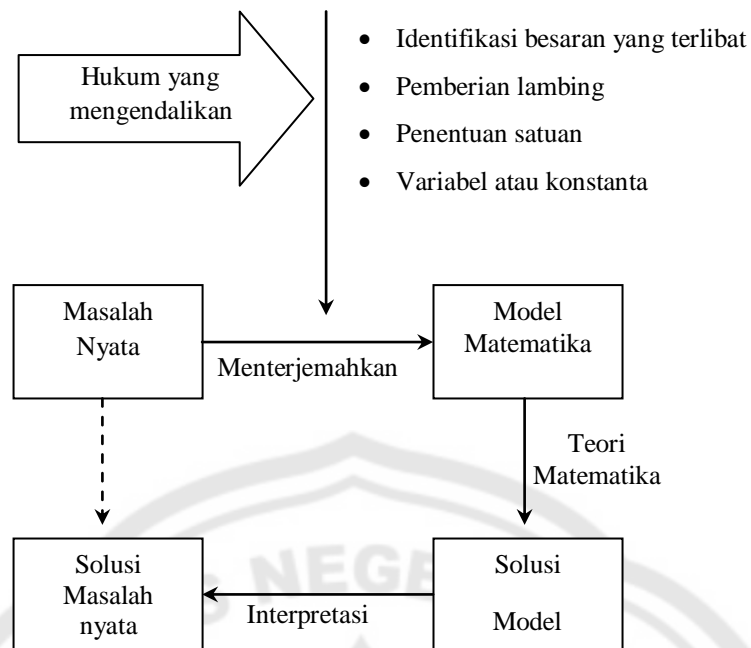 Hukum yang
mengendalikan
• Identifikasi besaran yang terlibat
• Pemberian lambing
• Penentuan satuan
• Variabel atau konstanta
Masalah
Nyata
Menterjemahkan
Model
Matematika
Teori
Matematika
Solusi
Masalah
nyata
Interpretasi
Solusi
Model
S NEGE